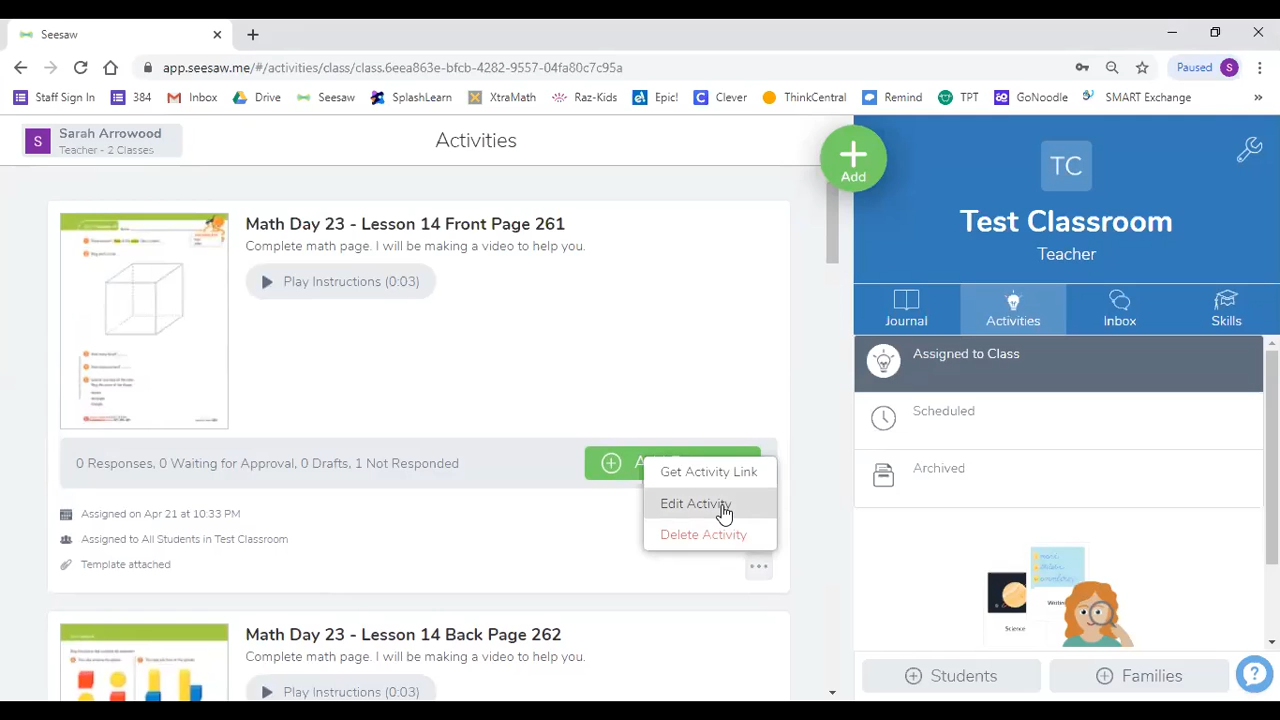 Seesaw
app.seesaw.me/#/activities/class/class.6eea863e-bfcb-4282-9557-04fa80c7c95a
Paused S
Staff Sign In 384 Inbox Drive Seesaw SplashLearn XtraMath Raz-Kids Epic! Clever ThinkCentral Remind TPT GoNoodle SMART Exchange »
S Sarah Arrowood
Teacher - 2 Classes
Activities
Add
TC
Test Classroom
Teacher
Journal Activities Inbox Skills
Assigned to Class
Scheduled
Archived
Science
Students
Families
Math Day 23 - Lesson 14 Front Page 261
Complete math page. I will be making a video to help you.
Play Instructions (0:03)
0 Responses, 0 Waiting for Approval, 0 Drafts, 1 Not Responded
Get Activity Link
Edit Activity
Delete Activity
Assigned on Apr 21 at 10:33 PM
Assigned to All Students in Test Classroom
Template attached
Math Day 23 - Lesson 14 Back Page 262
Complete math page. I will be making a video to help you.
Play Instructions (0:03)